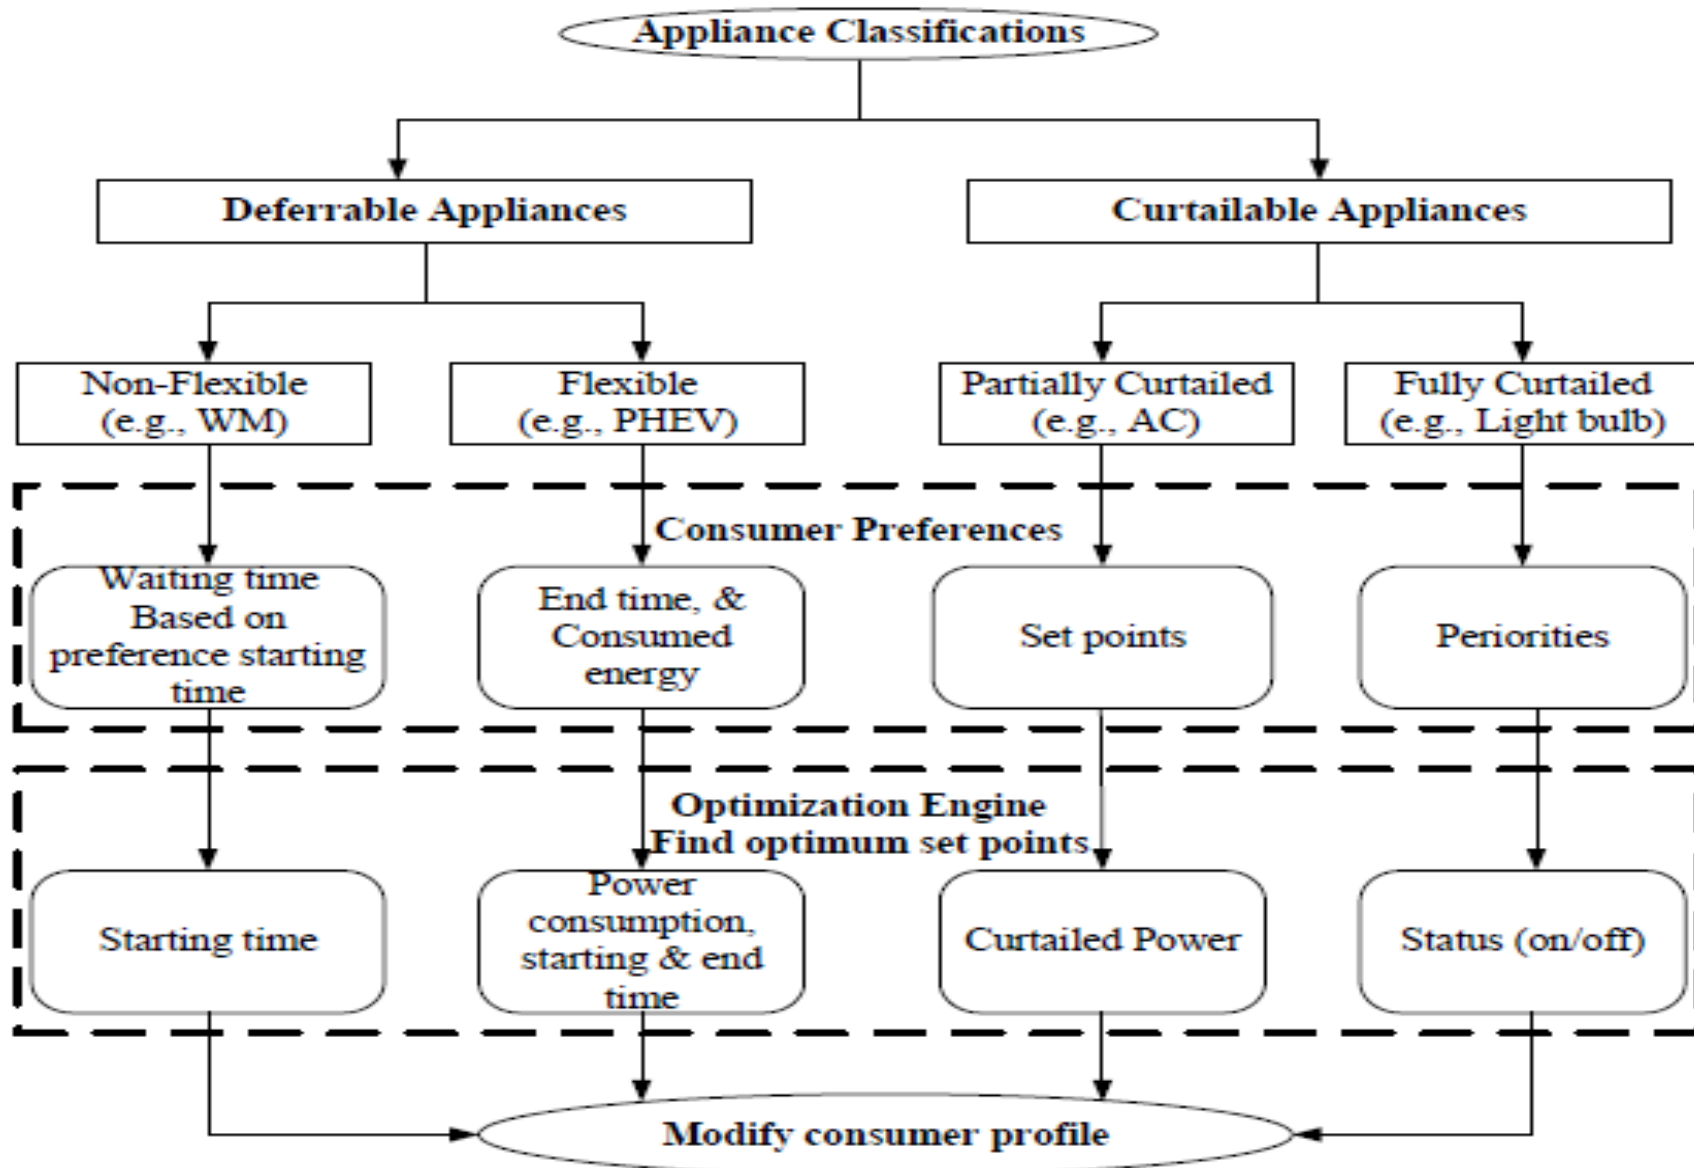 Appliance Classifications
Deferrable Appliances
Curtailable Appliances
Non-Flexible
(e.g., WM)
Flexible
(e.g., PHEV)
Partially Curtailed
(e.g., AC)
Fully Curtailed
(e.g., Light bulb)
Consumer Preferences
Waiting time
Based on
preference starting
time
End time, &
Consumed
energy
Set points
Periorities
Optimization Engine
Find optimum set points
Starting time
Power
consumption,
starting & end
time
Curtailed Power
Status (on/off)
Modify consumer profile